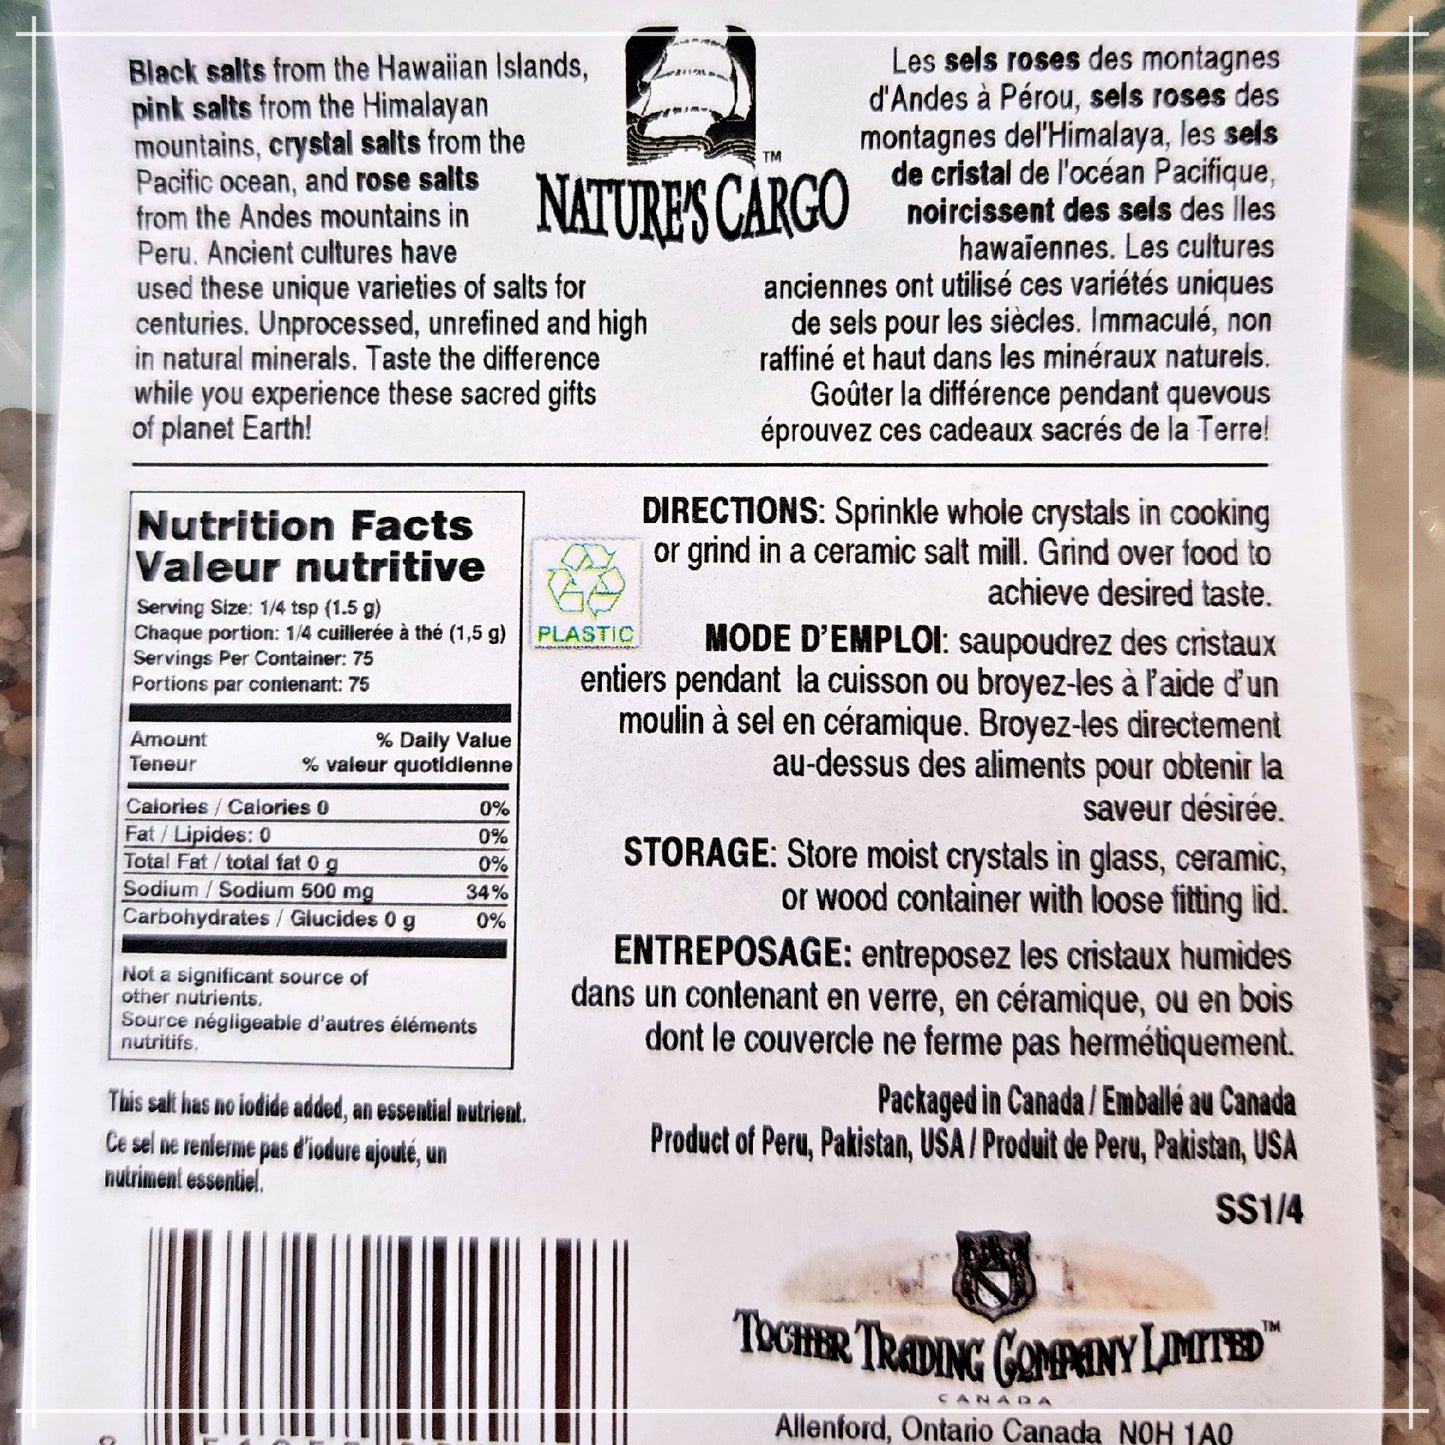 Black salts from the Hawaiian Islands,
pink salts from the Himalayan
mountains, crystal salts from the
Pacific ocean, and rose salts
from the Andes mountains in
Peru. Ancient cultures have
used these unique varieties of salts for
centuries. Unprocessed, unrefined and high
in natural minerals. Taste the difference
while you experience these sacred gifts
of planet Earth!
NATURE'S CARGO
TM
Les sels roses des montagnes
d'Andes à Pérou, sels roses des
montagnes del'Himalaya, les sels
de cristal de l'océan Pacifique,
noircissent des sels des Iles
hawaïennes. Les cultures
anciennes ont utilisé ces variétés uniques
de sels pour les siècles. Immaculé, non
raffiné et haut dans les minéraux naturels.
Goûter la différence pendant quevous
éprouvez ces cadeaux sacrés de la Terre!
Nutrition Facts
Valeur nutritive
Serving Size: 1/4 tsp (1.5 g)
Chaque portion: 1/4 cuillerée à thé (1,5 g)
Servings Per Container: 75
Portions par contenant: 75
Amount % Daily Value
Teneur % valeur quotidienne
Calories / Calories 0 0%
Fat / Lipides: 0 0%
Total Fat / total fat 0 g 0%
Sodium / Sodium 500 mg 34%
Carbohydrates / Glucides 0 g 0%
Not a significant source of
other nutrients.
Source négligeable d'autres éléments
nutritifs.
This salt has no iodide added, an essential nutrient.
Ce sel ne renferme pas d'iodure ajouté, un
nutriment essentiel.
PLASTIC
DIRECTIONS: Sprinkle whole crystals in cooking
or grind in a ceramic salt mill. Grind over food to
achieve desired taste.
MODE D'EMPLOI: saupoudrez des cristaux
entiers pendant la cuisson ou broyez-les à l'aide d'un
moulin à sel en céramique. Broyez-les directement
au-dessus des aliments pour obtenir la
saveur désirée.
STORAGE: Store moist crystals in glass, ceramic,
or wood container with loose fitting lid.
ENTREPOSAGE: entreposez les cristaux humides
dans un contenant en verre, en céramique, ou en bois
dont le couvercle ne ferme pas hermétiquement.
Packaged in Canada / Emballé au Canada
Product of Peru, Pakistan, USA / Produit de Peru, Pakistan, USA
SS1/4
TOCHER TRADING COMPANY LIMITED TM
CANADA
Allenford, Ontario Canada N0H 1A0